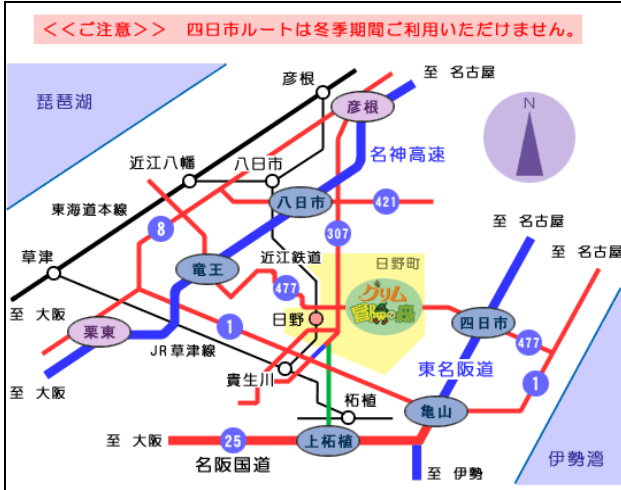 <<ご注意>> 四日市ルートは冬季期間ご利用いただけません。
至 名古屋
彦根
彦根
琵琶湖
N
名神高速
近江八幡
八日市
八日市
421
東海道本線
307
至 名古屋
至 名古屋
8
草津
近江鉄道
日野町
竜王
477
グリム
冒険の森
至 大阪
日野
四日市
栗東
1
477
JR草津線
東名阪道
貴生川
1
至 大阪
柘植
亀山
至 大阪
25
上柘植
名阪国道
至 伊勢
伊勢湾